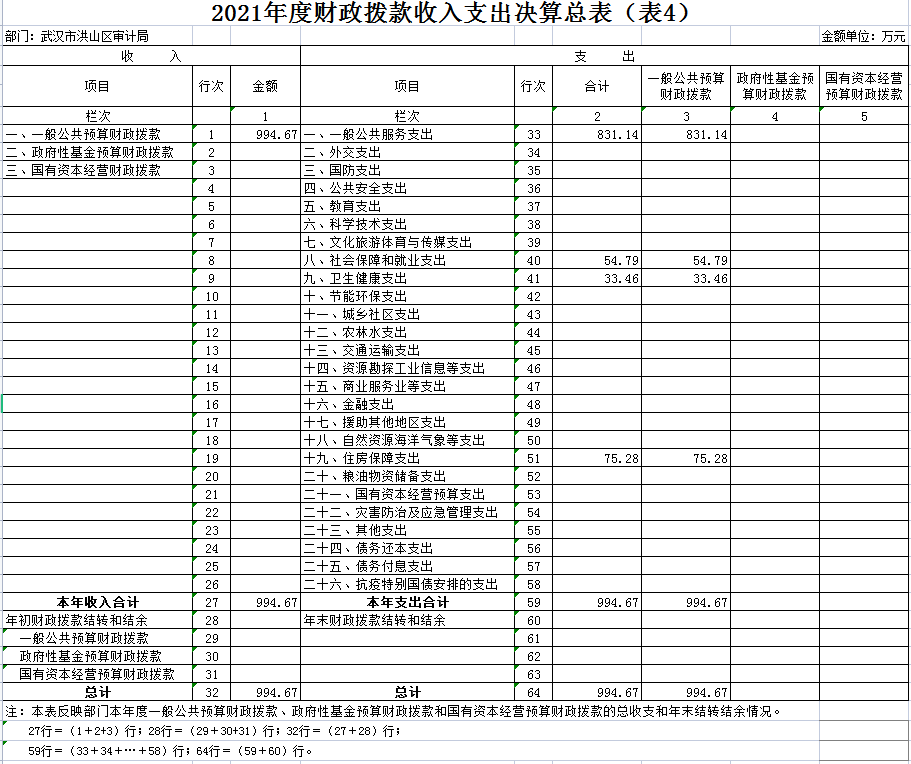 2021年度财政拨款收入支出决算总表（表4）
部门：武汉市洪山区审计局 金额单位：万元
收 入 支 出
项目 行次 金额 项目 行次 合计 一般公共预算财政拨款 政府性基金预算财政拨款 国有资本经营预算财政拨款
栏次 1 栏次 2 3 4 5
一、一般公共预算财政拨款 1 994.67 一、一般公共服务支出 33 831.14 831.14
二、政府性基金预算财政拨款 2 二、外交支出 34
三、国有资本经营财政拨款 3 三、国防支出 35
4 四、公共安全支出 36
5 五、教育支出 37
6 六、科学技术支出 38
7 七、文化旅游体育与传媒支出 39
8 八、社会保障和就业支出 40 54.79 54.79
9 九、卫生健康支出 41 33.46 33.46
10 十、节能环保支出 42
11 十一、城乡社区支出 43
12 十二、农林水支出 44
13 十三、交通运输支出 45
14 十四、资源勘探工业信息等支出 46
15 十五、商业服务业等支出 47
16 十六、金融支出 48
17 十七、援助其他地区支出 49
18 十八、自然资源海洋气象等支出 50
19 十九、住房保障支出 51 75.28 75.28
20 二十、粮油物资储备支出 52
21 二十一、国有资本经营预算支出 53
22 二十二、灾害防治及应急管理支出 54
23 二十三、其他支出 55
24 二十四、债务还本支出 56
25 二十五、债务付息支出 57
26 二十六、抗疫特别国债安排的支出 58
本年收入合计 27 994.67 本年支出合计 59 994.67 994.67
年初财政拨款结转和结余 28 年末财政拨款结转和结余 60
一般公共预算财政拨款 29 61
政府性基金预算财政拨款 30 62
国有资本经营预算财政拨款 31 63
总计 32 994.67 总计 64 994.67 994.67
注：本表反映部门本年度一般公共预算财政拨款、政府性基金预算财政拨款和国有资本经营预算财政拨款的总收支和年末结转结余情况。
27行＝（1＋2+3）行；28行＝（29＋30+31）行；32行＝（27＋28）行；
59行＝（33＋34＋…＋58）行；64行＝（59＋60）行。